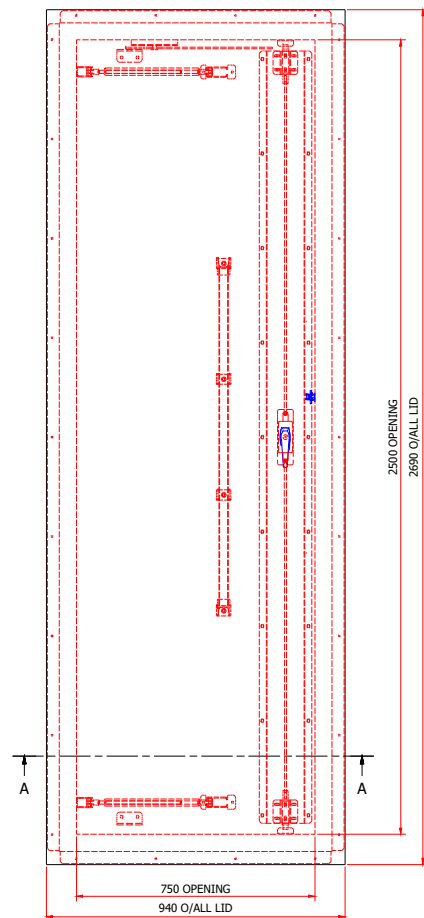 2500 OPENING
2690 O/ALL LID
A
A
750 OPENING
940 O/ALL LID